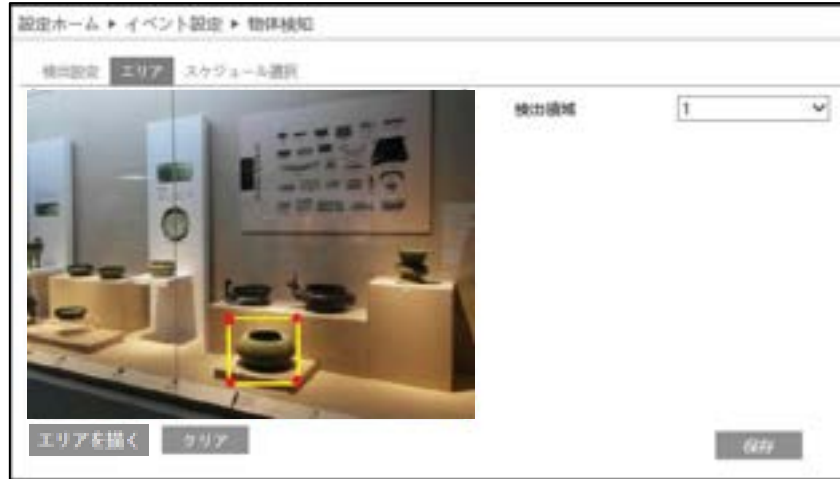 設定ホーム ▶ イベント設定 ▶ 物体検知
検出設定 エリア スケジュール選択
検出領域 1
エリアを描く クリア 保存